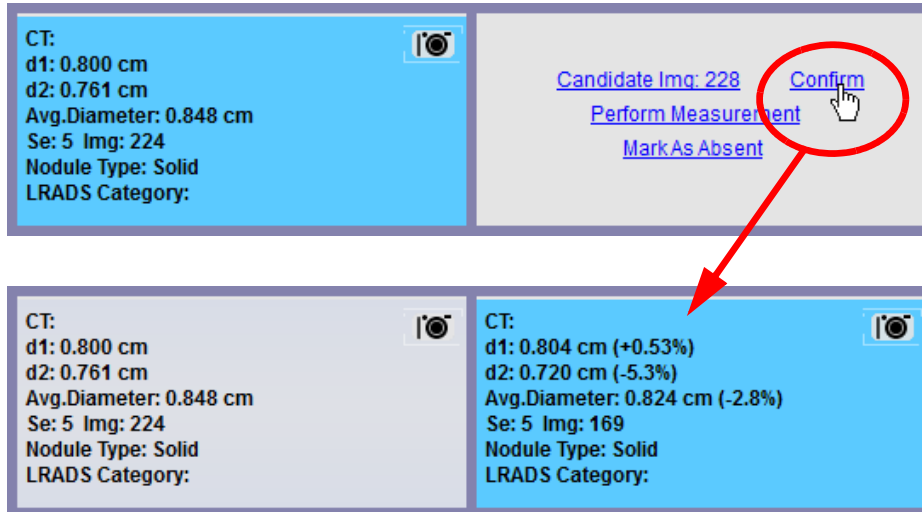 CT:
d1: 0.800 cm
d2: 0.761 cm
Avg.Diameter: 0.848 cm
Se: 5 Img: 224
Nodule Type: Solid
LRADS Category:
Candidate Img: 228 Confirm
Perform Measurement
Mark As Absent
CT:
d1: 0.800 cm
d2: 0.761 cm
Avg.Diameter: 0.848 cm
Se: 5 Img: 224
Nodule Type: Solid
LRADS Category:
CT:
d1: 0.804 cm (+0.53%)
d2: 0.720 cm (-5.3%)
Avg.Diameter: 0.824 cm (-2.8%)
Se: 5 Img: 169
Nodule Type: Solid
LRADS Category: